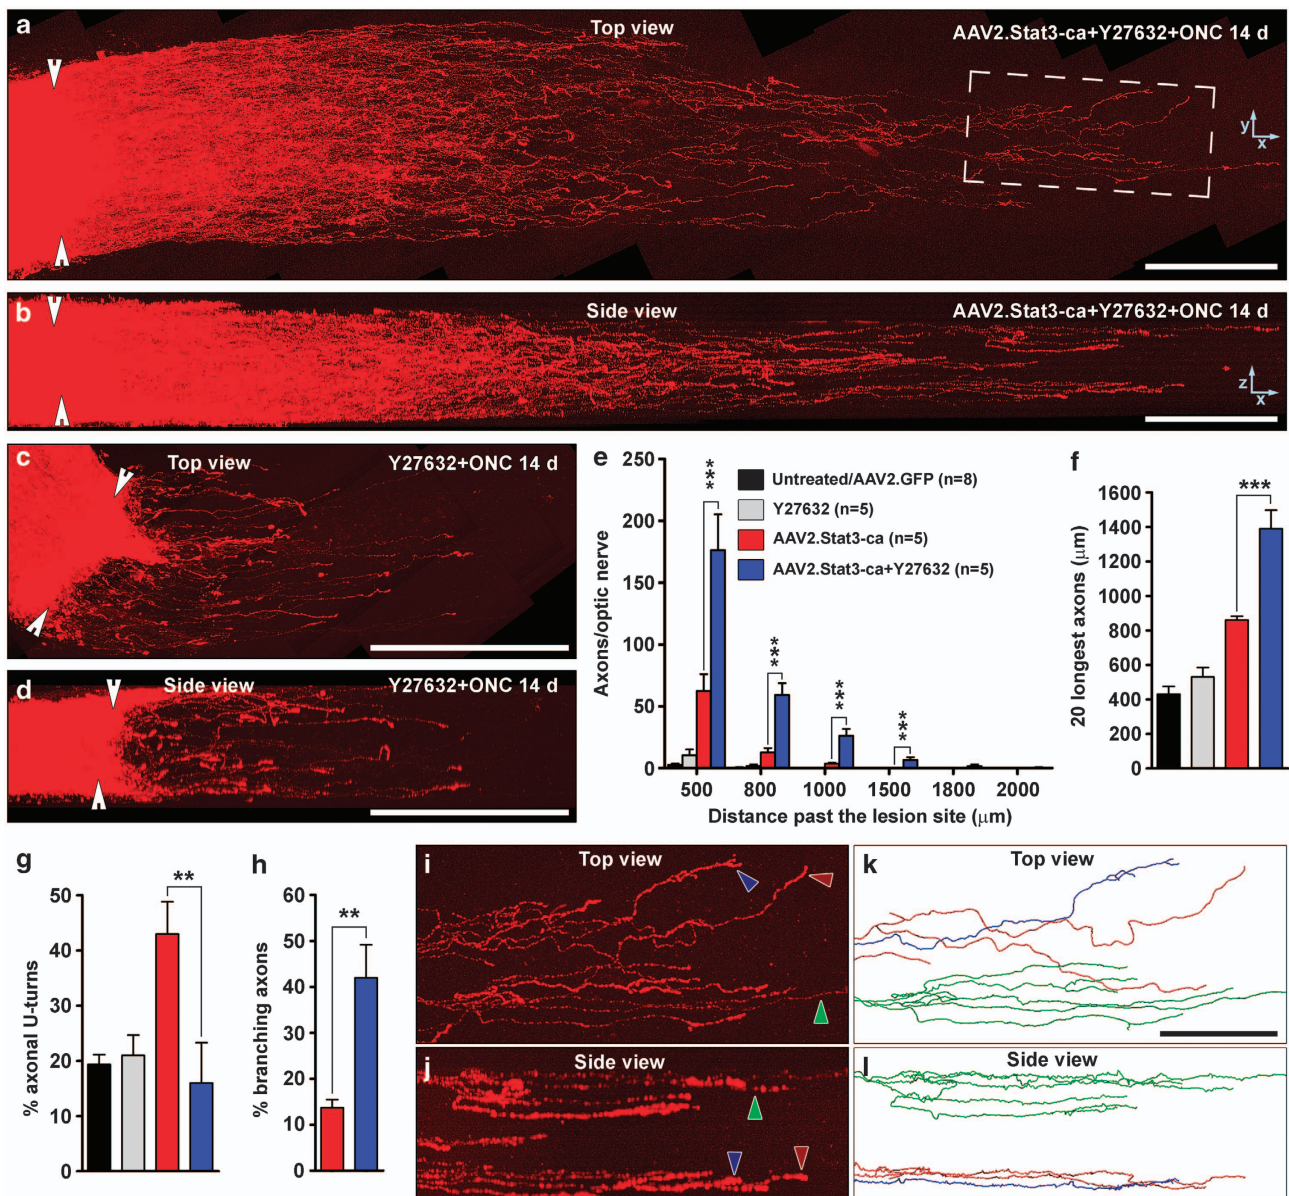 a
Top view
AAV2.Stat3-ca+Y27632+ONC 14 d
y
x
b
Side view
AAV2.Stat3-ca+Y27632+ONC 14 d
z
x
c
Top view
Y27632+ONC 14 d
d
Side view
Y27632+ONC 14 d
e
Axons/optic nerve
250
200
150
100
50
0
***
***
***
***
Untreated/AAV2.GFP (n=8)
Y27632 (n=5)
AAV2.Stat3-ca (n=5)
AAV2.Stat3-ca+Y27632 (n=5)
500 800 1000 1500 1800 2000
Distance past the lesion site (μm)
f
20 longest axons (μm)
1600
1400
1200
1000
800
600
400
200
0
***
g
% axonal U-turns
50
40
30
20
10
0
**
h
% branching axons
60
50
40
30
20
10
0
**
i
Top view
j
Side view
k
Top view
l
Side view